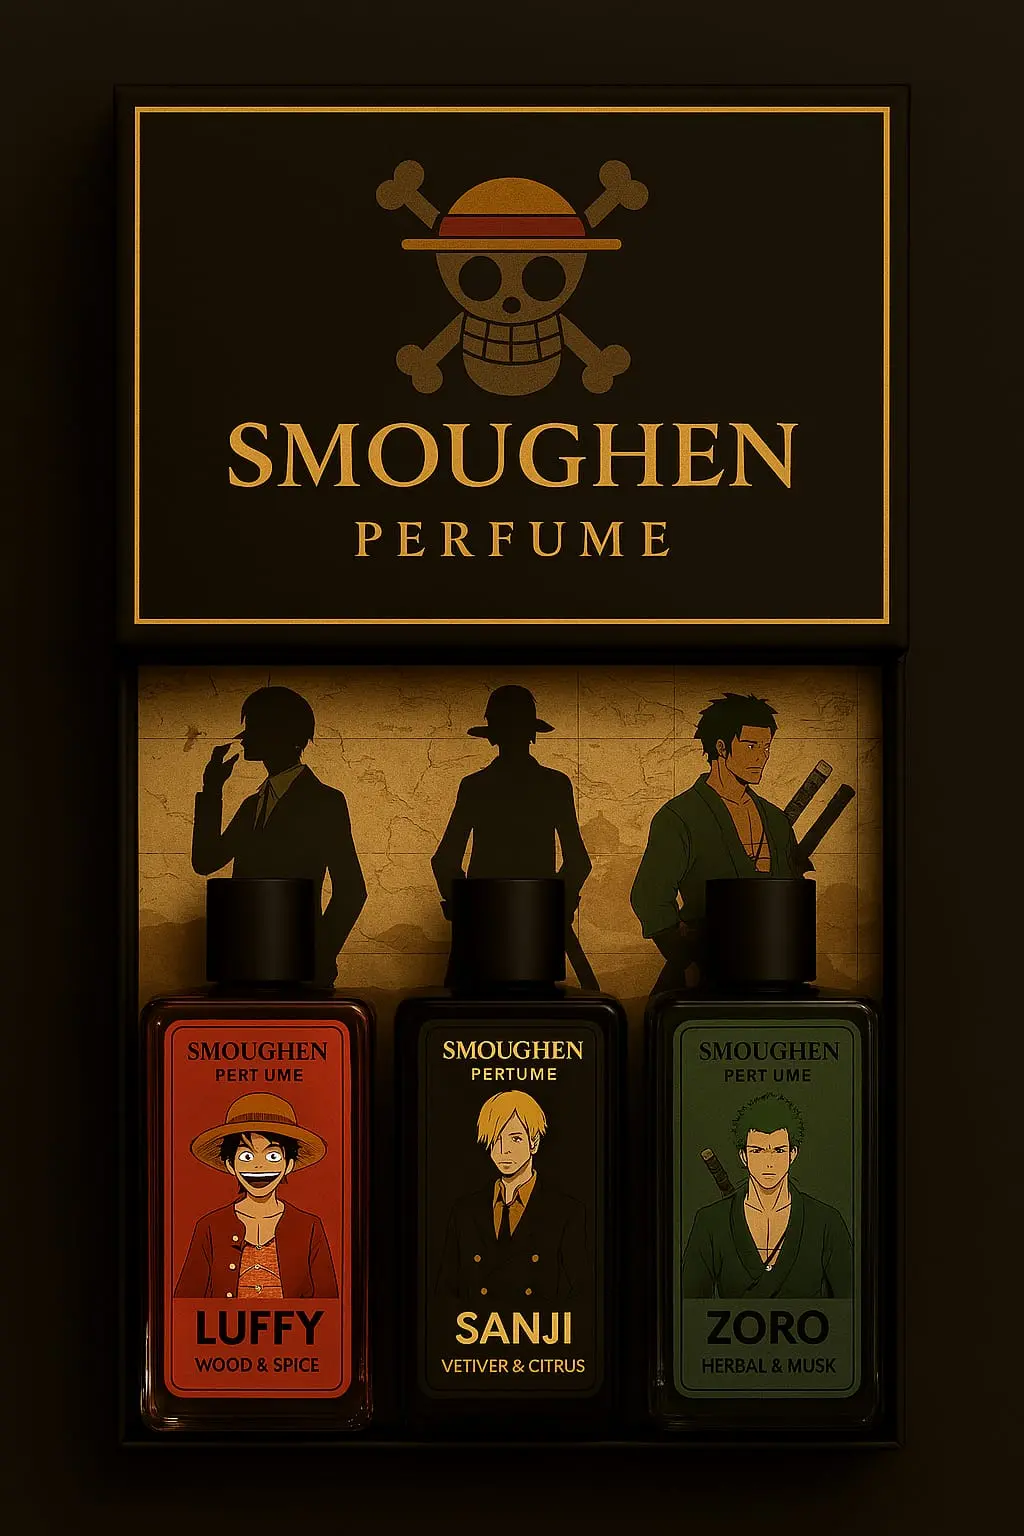 SMOUGHEN
PERFUME
SMOUGHEN
PERT UME
LUFFY
WOOD & SPICE
SMOUGHEN
PERTUME
SANJI
VETIVER & CITRUS
SMOUGHEN
PERT UME
ZORO
HERBAL & MUSK